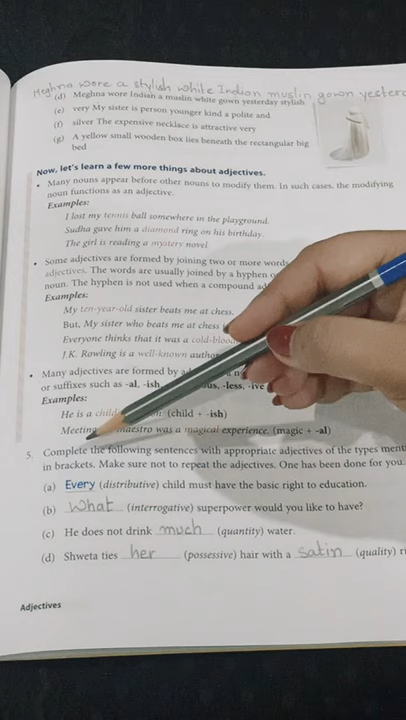 Meghna wore a stylish white Indian muslin gown yester
(d) Meghna wore Indian a muslin white gown yesterday stylish
(e) very My sister is person younger kind a polite and
(f) silver The expensive necklace is attractive very
(g) A yellow small wooden box lies beneath the rectangular big
bed
Now, let's learn a few more things about adjectives.
• Many nouns appear before other nouns to modify them. In such cases, the modifying
noun functions as an adjective.
Examples:
I lost my tennis ball somewhere in the playground.
Sudha gave him a diamond ring on his birthday.
The girl is reading a mystery novel
• Some adjectives are formed by joining two or more words
adjectives. The words are usually joined by a hyphen
noun. The hyphen is not used when a compound
Examples:
My ten-year-old sister beats me at chess.
But, My sister who beats me at chess
Everyone thinks that it was a cold-blood
J.K. Rowling is a well-known autho
• Many adjectives are formed by
or suffixes such as -al, -ish, -less, -ive
Examples:
He is a child (child + -ish)
Meeting maestro was a magical experience. (magic + -al)
5. Complete the following sentences with appropriate adjectives of the types ment
in brackets. Make sure not to repeat the adjectives. One has been done for you.
(a) Every (distributive) child must have the basic right to education.
(b) What (interrogative) superpower would you like to have?
(c) He does not drink much (quantity) water.
(d) Shweta ties her (possessive) hair with a satin (quality) ri
Adjectives